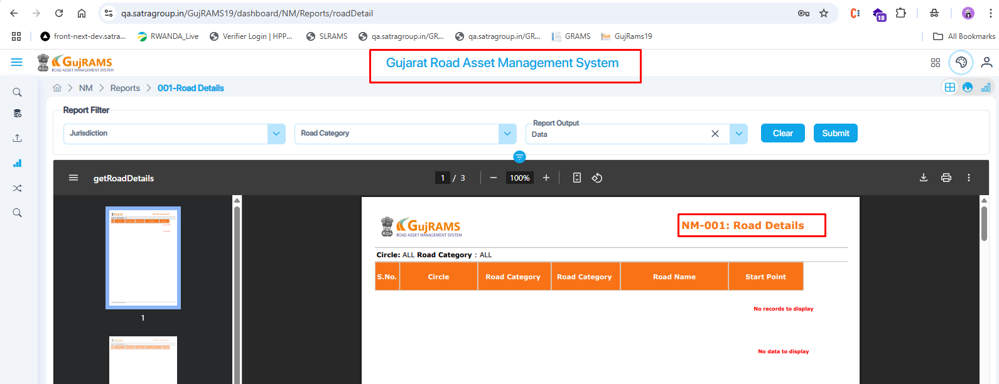 qa.satragroup.in/GujRAMS19/dashboard/NM/Reports/roadDetail
18
front-next-dev.satra...
RWANDA_Live
Verifier Login | HPP...
SLRAMS
qa.satragroup.in/GR...
qa.satragroup.in/GR...
GRAMS
GujRams19
All Bookmarks
GujRAMS
ROAD ASSET MANAGEMENT SYSTEM
Gujarat Road Asset Management System
NM
Reports
001-Road Details
Report Filter
Jurisdiction
Road Category
Report Output
Data
Clear
Submit
getRoadDetails
1 / 3
100%
1
GujRAMS
ROAD ASSET MANAGEMENT SYSTEM
NM-001: Road Details
Circle: ALL Road Category : ALL
S.No.
Circle
Road Category
Road Category
Road Name
Start Point
No records to display
No data to display